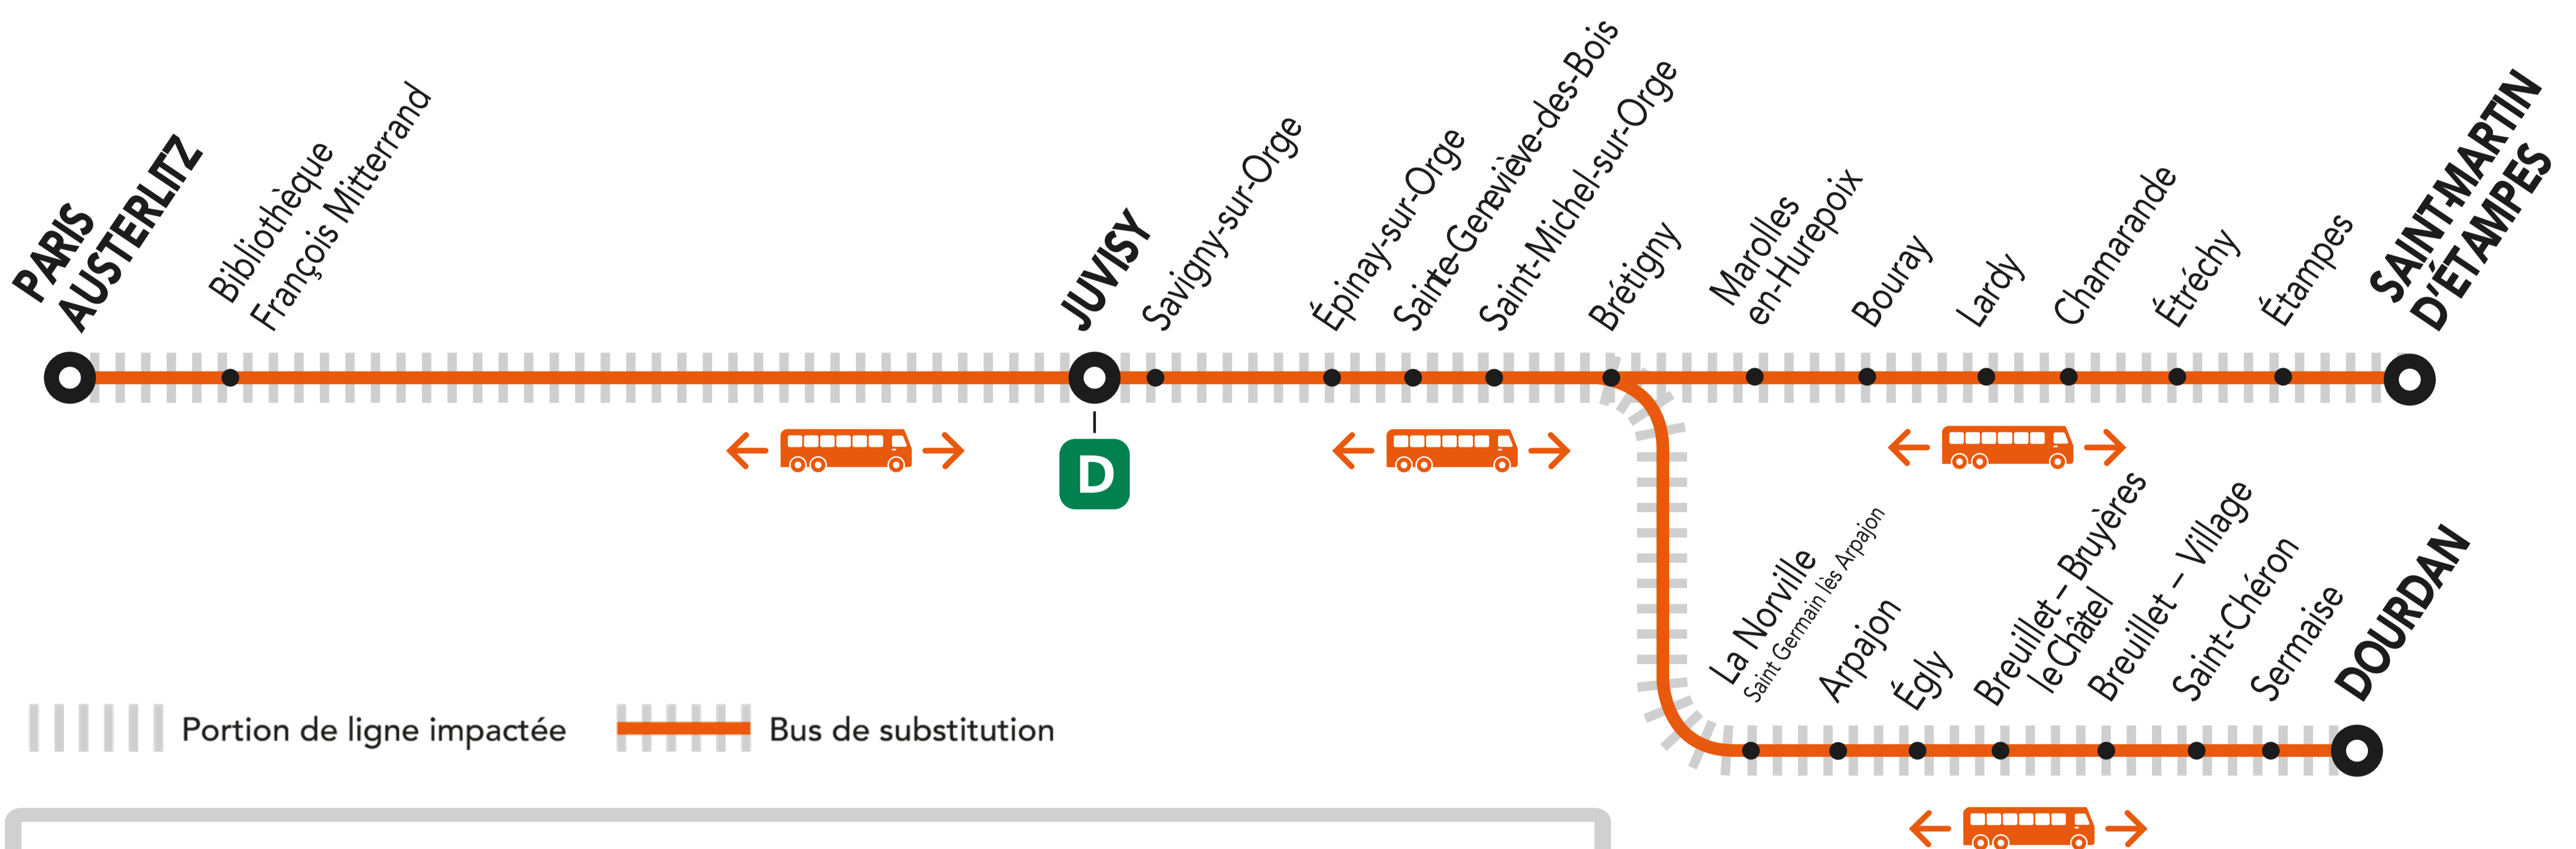 PARIS
AUSTERLITZ
Bibliothèque
François Mitterrand
JUVISY
Savigny-sur-Orge
Épinay-sur-Orge
Sainte-Geneviève-des-Bois
Saint-Michel-sur-Orge
Brétigny
Marolles
en-Hurepoix
Bouray
Lardy
Chamarande
Étréchy
Étampes
SAINT-MARTIN
D'ÉTAMPES
D
La Norville
Saint Germain lès Arpajon
Arpajon
Égly
Breuillet – Bruyères
le Châtel
Breuillet – Village
Saint-Chéron
Sermaise
DOURDAN
Portion de ligne impactée
Bus de substitution